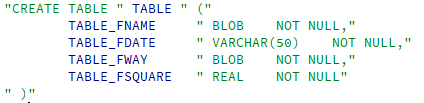 "CREATE TABLE " TABLE " ("
TABLE_FNAME " BLOB NOT NULL,"
TABLE_FDATE " VARCHAR(50) NOT NULL,"
TABLE_FWAY " BLOB NOT NULL,"
TABLE_FSQUARE " REAL NOT NULL"
" )"